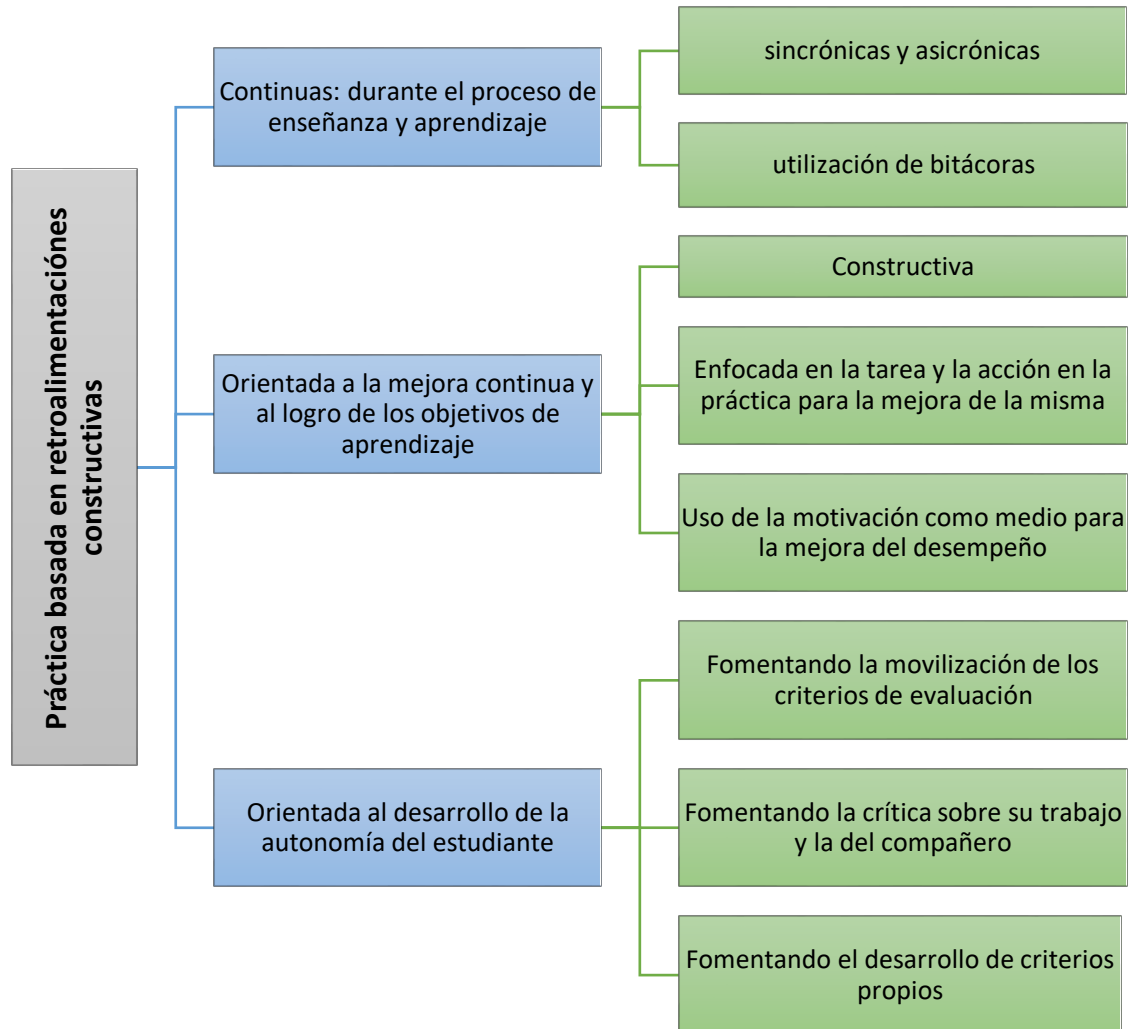 Práctica basada en retroalimentaciónes
constructivas
Continuas: durante el proceso de
enseñanza y aprendizaje
sincrónicas y asicrónicas
utilización de bitácoras
Orientada a la mejora continua y
al logro de los objetivos de
aprendizaje
Constructiva
Enfocada en la tarea y la acción en la
práctica para la mejora de la misma
Uso de la motivación como medio para
la mejora del desempeño
Orientada al desarrollo de la
autonomía del estudiante
Fomentando la movilización de los
criterios de evaluación
Fomentando la crítica sobre su trabajo
y la del compañero
Fomentando el desarrollo de criterios
propios